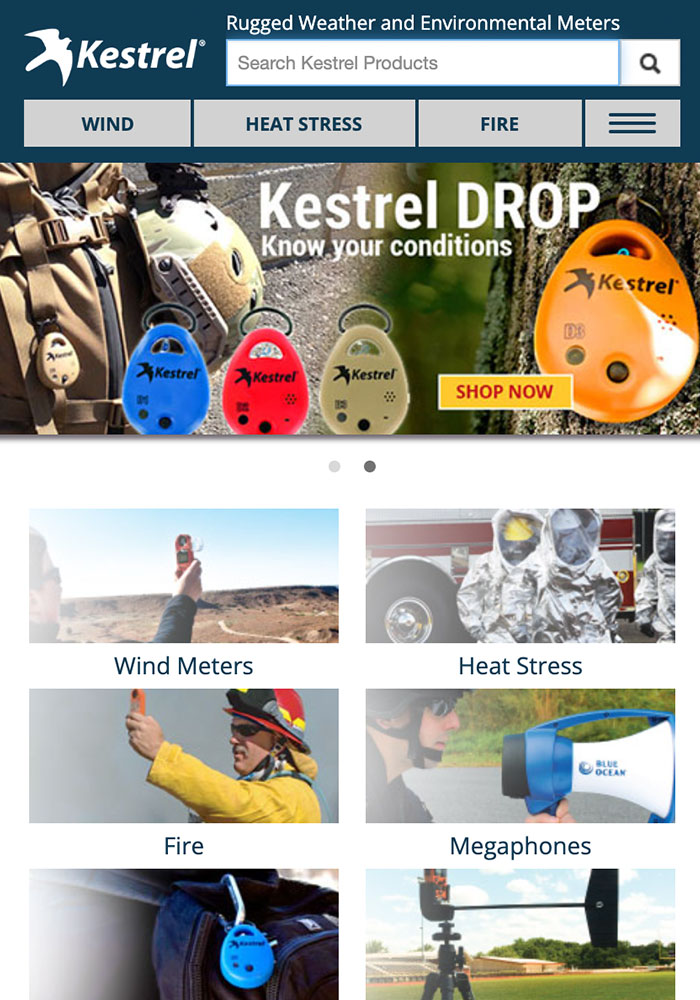 Rugged Weather and Environmental Meters
Kestrel®
Search Kestrel Products
WIND
HEAT STRESS
FIRE
Kestrel DROP
Know your conditions
Kestrel
D3
Kestrel
Kestrel
Kestrel
SHOP NOW
Wind Meters
Heat Stress
BLUE
OCEAN
Fire
Megaphones
Kestrel